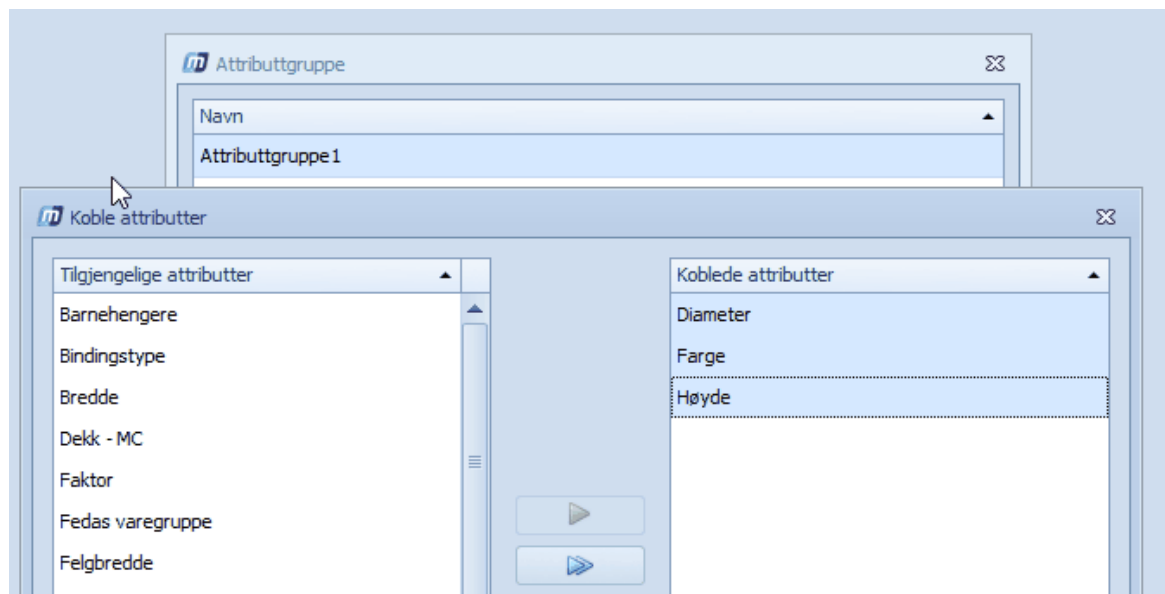 Attributtgruppe
Navn
Attributtgruppe1
Koble attributter
Tilgjengelige attributter
Barnehengere
Bindingstype
Bredde
Dekk - MC
Faktor
Fedas varegruppe
Felgbredde
Koblede attributter
Diameter
Farge
Høyde